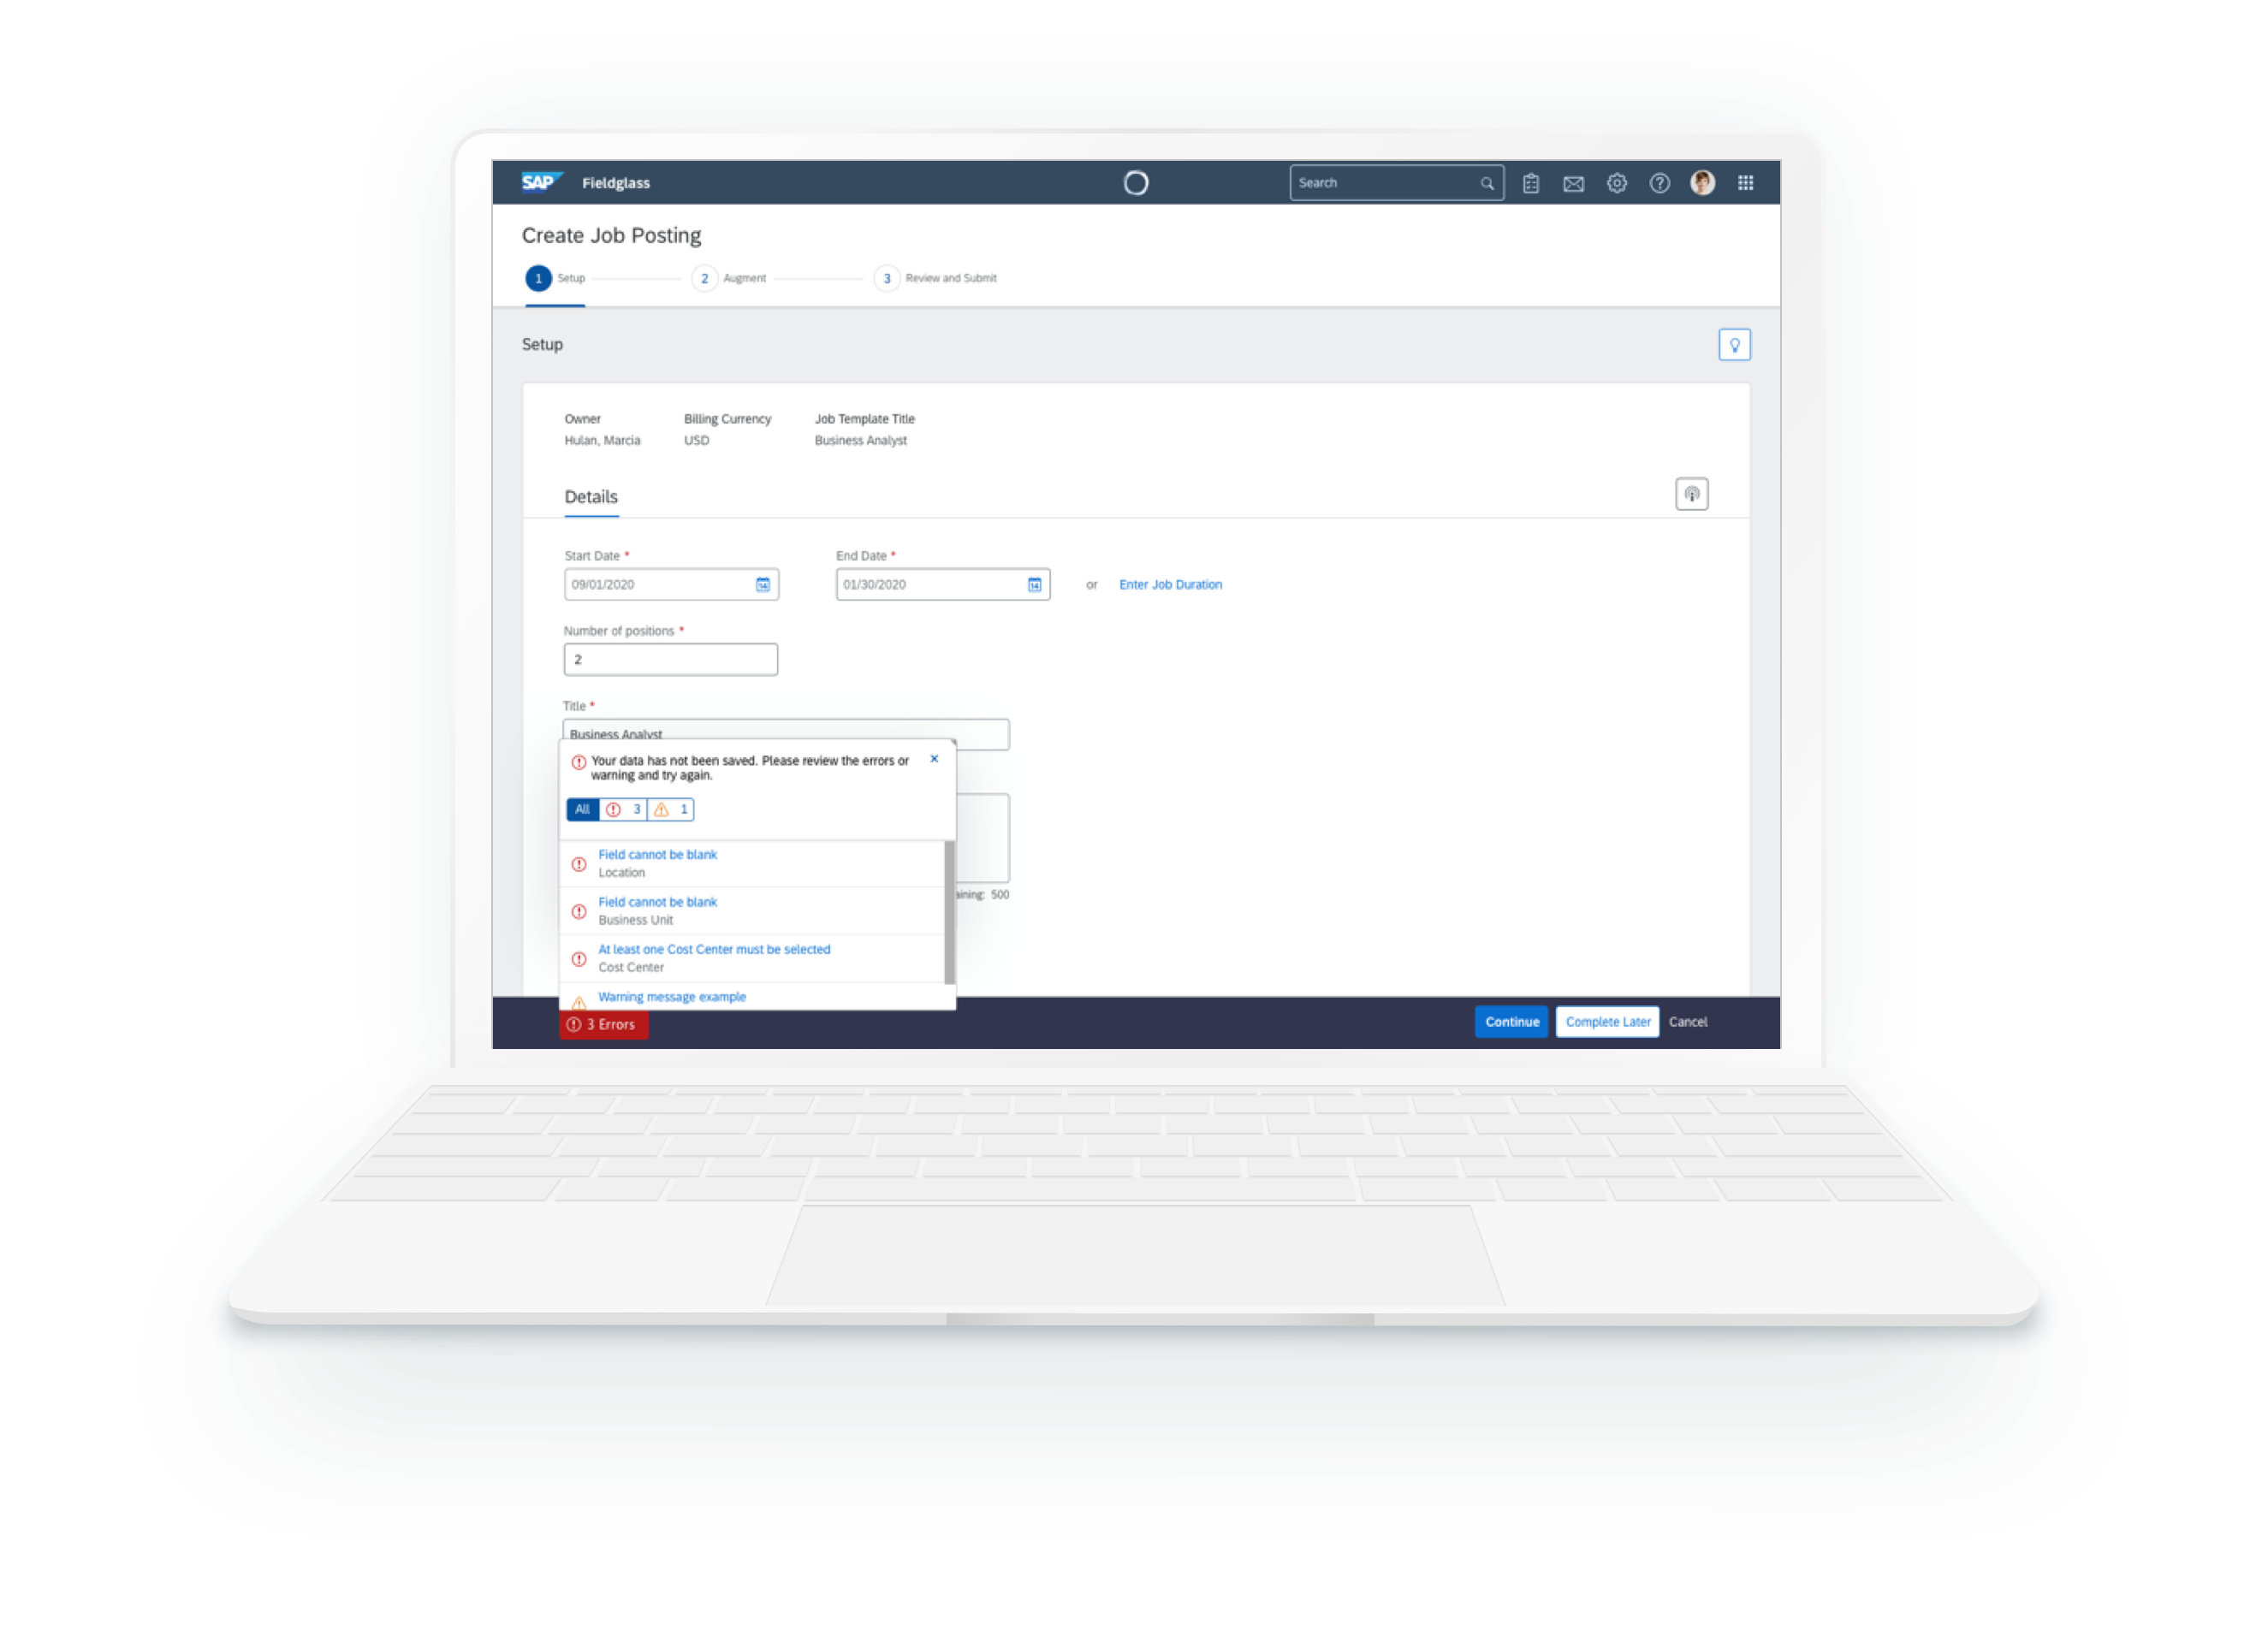 SAP Fieldglass Search
Create Job Posting
1 Setup 2 Augment 3 Review and Submit
Setup
Owner Billing Currency Job Template Title
Hulan, Marcia USD Business Analyst
Details
Start Date * End Date *
09/01/2020 01/30/2020 or Enter Job Duration
Number of positions *
2
Title *
Business Analyst
Your data has not been saved. Please review the errors or
warning and try again.
All 3 1
Field cannot be blank
Location
aining: 500
Field cannot be blank
Business Unit
At least one Cost Center must be selected
Cost Center
Warning message example
3 Errors Continue Complete Later Cancel